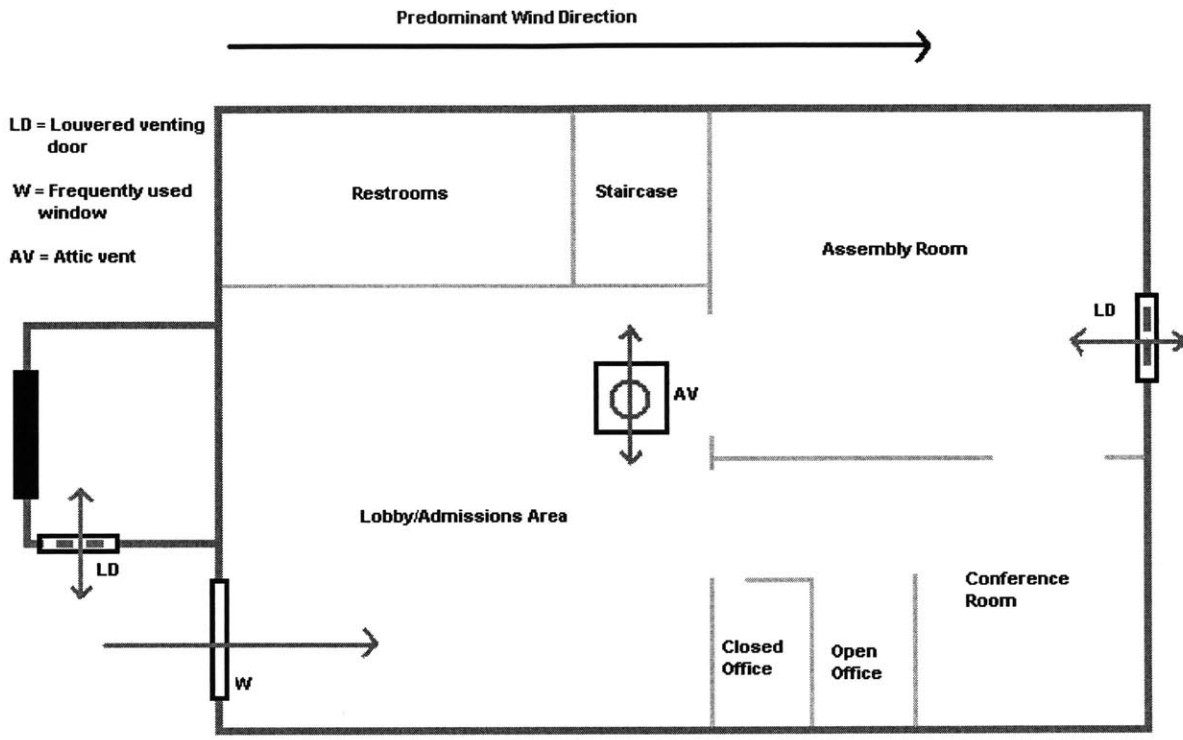 Predominant Wind Direction
LD = Louvered venting
door
W = Frequently used
window
AV = Attic vent
Restrooms
Staircase
Assembly Room
LD
AV
Lobby/Admissions Area
LD
Conference
Room
Closed
Office
Open
Office
W